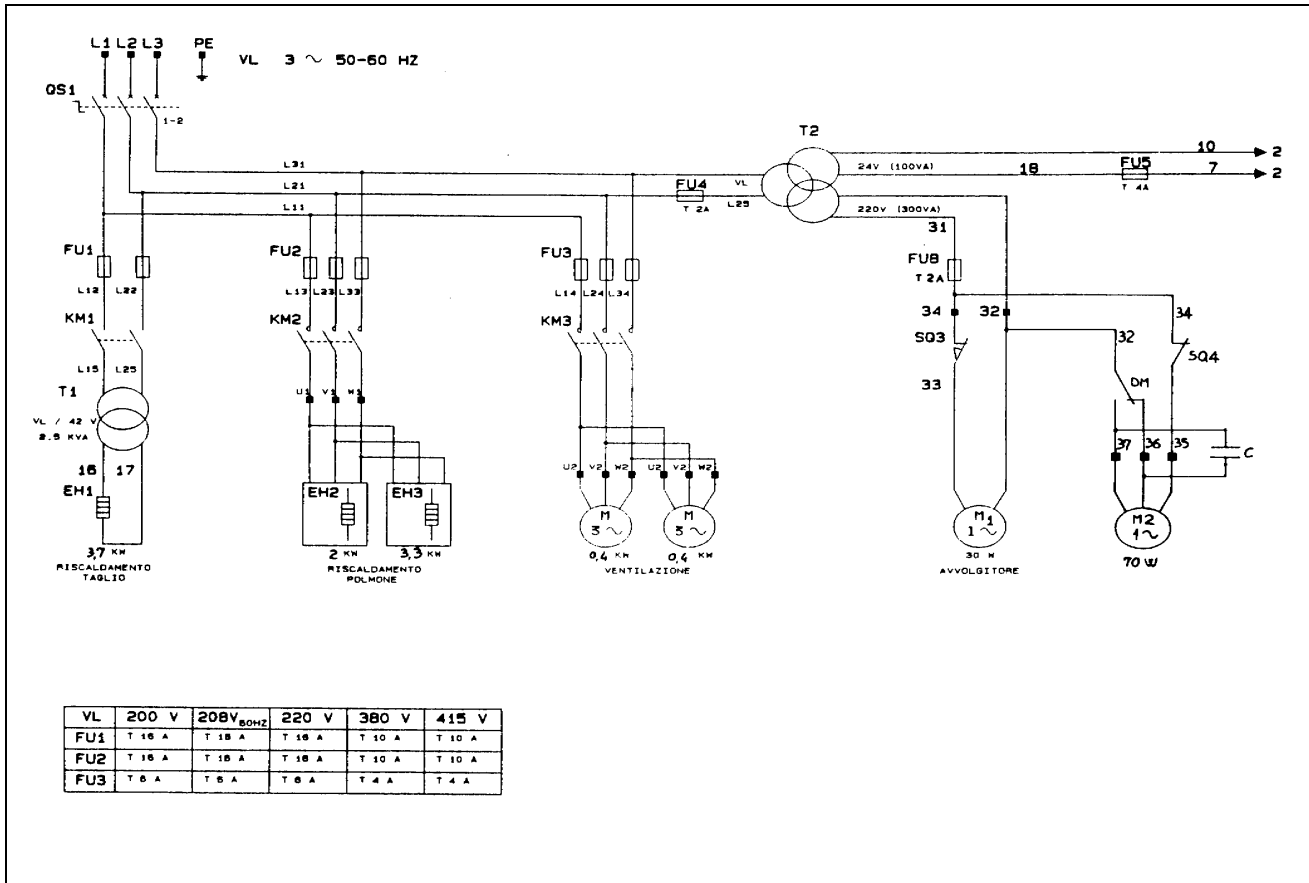 L1 L2 L3 PE
VL 3 ~ 50-60 HZ
QS1
1-2
T2
10
2
L31
24V (100VA)
18
FU5
7
2
VL
L21
FU4
T 4A
T 2A
L25
L11
220V (300VA)
31
FU1
FU2
FU3
FU8
T 2A
L12 L22
L13 L23 L33
L14 L24 L34
34
32
34
KM1
KM2
KM3
SQ3
32
SQ4
L15 L25
33
DM
T1
U1 V1 W1
VL / 42 V
2.5 KVA
37 36 35
C
16 17
U2 V2 W2 U2 V2 W2
EH1
EH2
EH3
M
3 ~
M
3 ~
M1
1 ~
M2
1 ~
3,7 KW
2 KW
3,3 KW
0,4 KW
0,4 KW
30 W
70 W
RISCALDAMENTO
TAGLIO
RISCALDAMENTO
POLMONE
VENTILAZIONE
AVVOLGITORE
VL 200 V 208V 60HZ 220 V 380 V 415 V
FU1 T 16 A T 16 A T 16 A T 10 A T 10 A
FU2 T 16 A T 16 A T 16 A T 10 A T 10 A
FU3 T 6 A T 6 A T 6 A T 4 A T 4 A